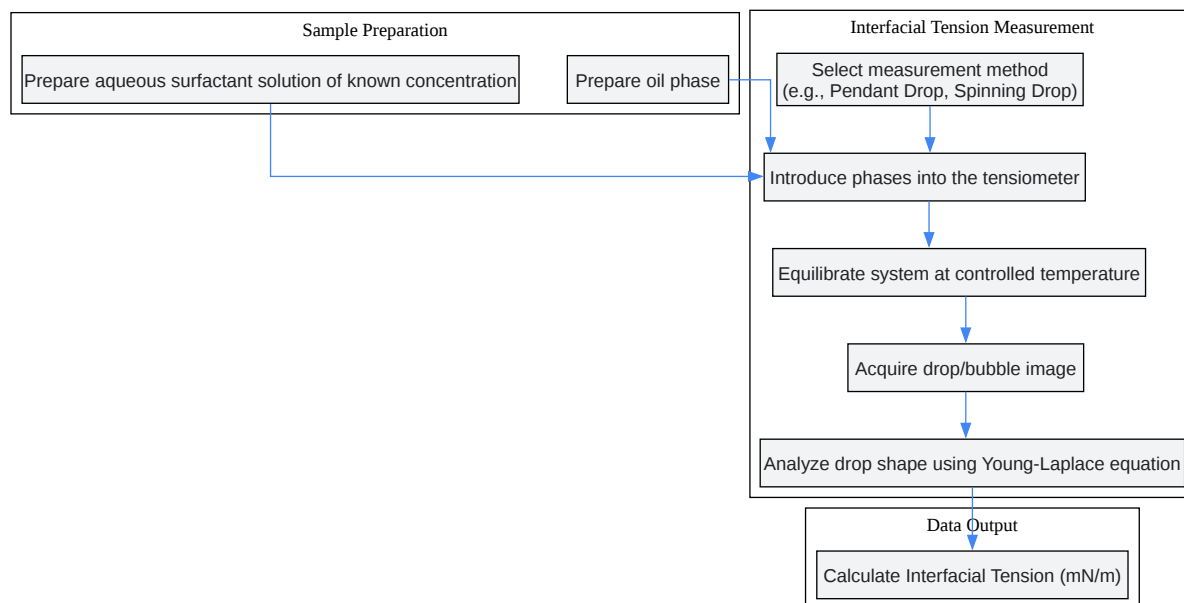 Sample Preparation
Prepare aqueous surfactant solution of known concentration
Prepare oil phase
Interfacial Tension Measurement
Select measurement method
(e.g., Pendant Drop, Spinning Drop)
Introduce phases into the tensiometer
Equilibrate system at controlled temperature
Acquire drop/bubble image
Analyze drop shape using Young-Laplace equation
Data Output
Calculate Interfacial Tension (mN/m)